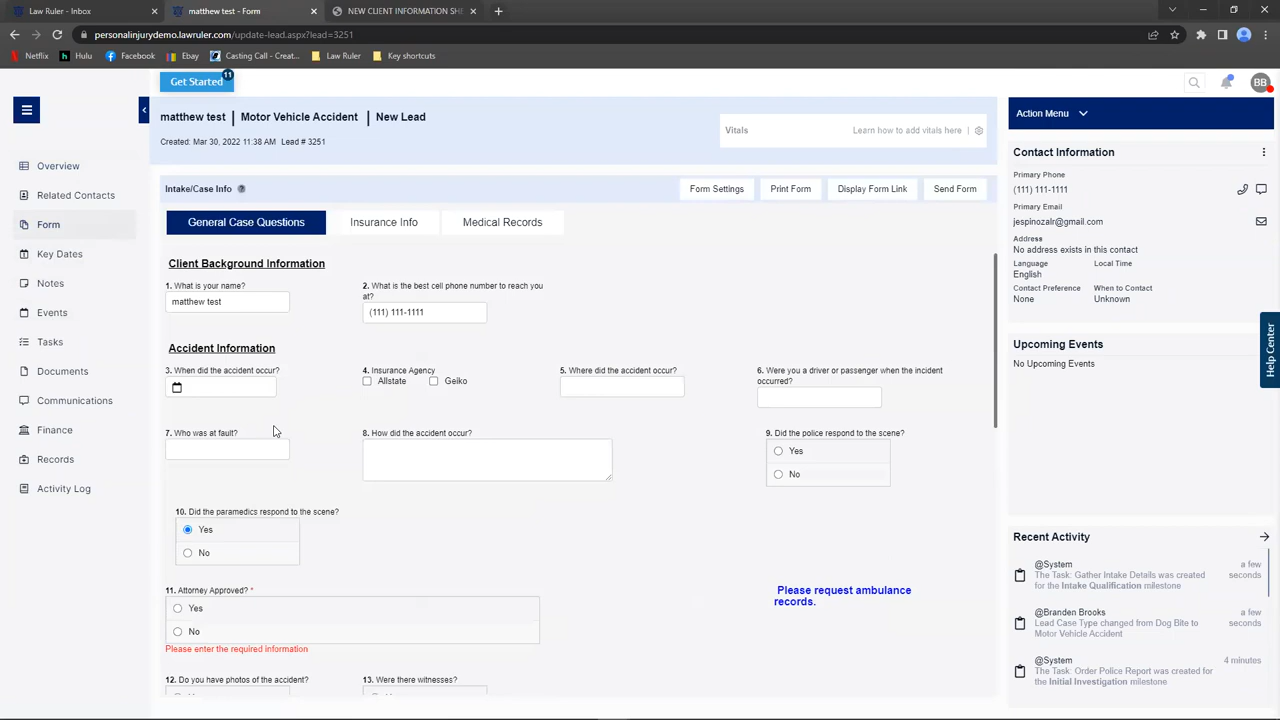 Law Ruler - Inbox
matthew test - Form
NEW CLIENT INFORMATION SH
personalinjurydemo.lawruler.com/update-lead.aspx?lead=3251
Netflix Hulu Facebook Ebay Casting Call - Creat... Law Ruler Key shortcuts
Get Started 11
BB
matthew test | Motor Vehicle Accident | New Lead
Created: Mar 30, 2022 11:38 AM Lead # 3251
Vitals Learn how to add vitals here |
Action Menu
Overview
Related Contacts
Form
Key Dates
Notes
Events
Tasks
Documents
Communications
Finance
Records
Activity Log
Intake/Case Info
Form Settings Print Form Display Form Link Send Form
General Case Questions Insurance Info Medical Records
Client Background Information
1. What is your name?
matthew test
2. What is the best cell phone number to reach you
at?
(111) 111-1111
Accident Information
3. When did the accident occur?
4. Insurance Agency
Allstate Geiko
5. Where did the accident occur?
6. Were you a driver or passenger when the incident
occurred?
7. Who was at fault?
8. How did the accident occur?
9. Did the police respond to the scene?
Yes
No
10. Did the paramedics respond to the scene?
Yes
No
11. Attorney Approved? *
Yes
No
Please enter the required information
Please request ambulance
records.
12. Do you have photos of the accident?
13. Were there witnesses?
Contact Information
Primary Phone
(111) 111-1111
Primary Email
jespinozalr@gmail.com
Address
No address exists in this contact
Language Local Time
English
Contact Preference When to Contact
None Unknown
Help Center
Upcoming Events
No Upcoming Events
Recent Activity
@System a few
The Task: Gather Intake Details was seconds
created for the Intake Qualification milestone
@Branden Brooks a few
Lead Case Type changed from Dog Bite to seconds
Motor Vehicle Accident
@System 4 minutes
The Task: Order Police Report was created for
the Initial Investigation milestone